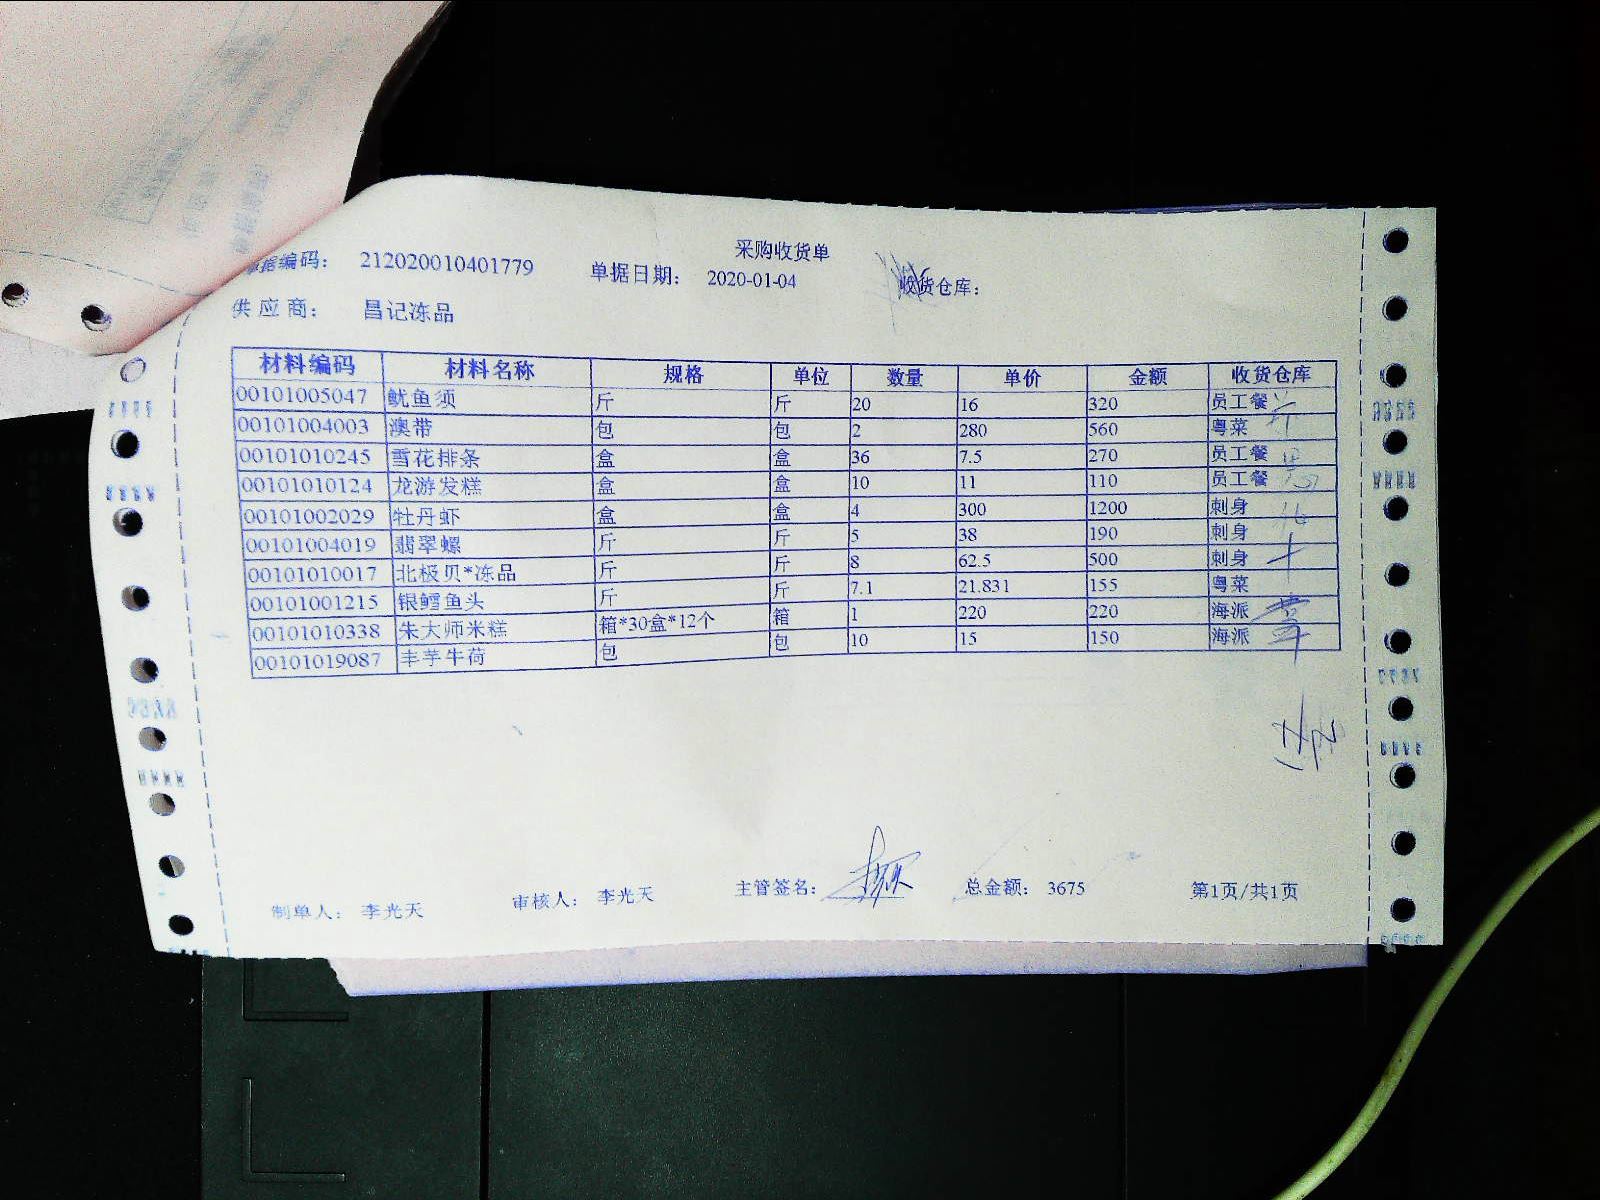 采购收货单
单据编码： 212020010401779 单据日期： 2020-01-04 收货仓库：
供应商： 昌记冻品
材料编码 材料名称 规格 单位 数量 单价 金额 收货仓库
00101005047 鱿鱼须 斤 斤 20 16 320 员工餐
00101004003 澳带 包 包 2 280 560 粤菜
00101010245 雪花排条 盒 盒 36 7.5 270 员工餐
00101010124 龙游发糕 盒 盒 10 11 110 员工餐
00101002029 牡丹虾 盒 盒 4 300 1200 刺身
00101004019 翡翠螺 斤 斤 5 38 190 刺身
00101010017 北极贝*冻品 斤 斤 8 62.5 500 刺身
00101001215 银鳕鱼头 斤 斤 7.1 21.831 155 粤菜
00101010338 朱大师米糕 箱*30盒*12个 箱 1 220 220 海派
00101019087 丰芋牛荷 包 包 10 15 150 海派
制单人： 李光天 审核人： 李光天 主管签名： 总金额： 3675 第1页/共1页